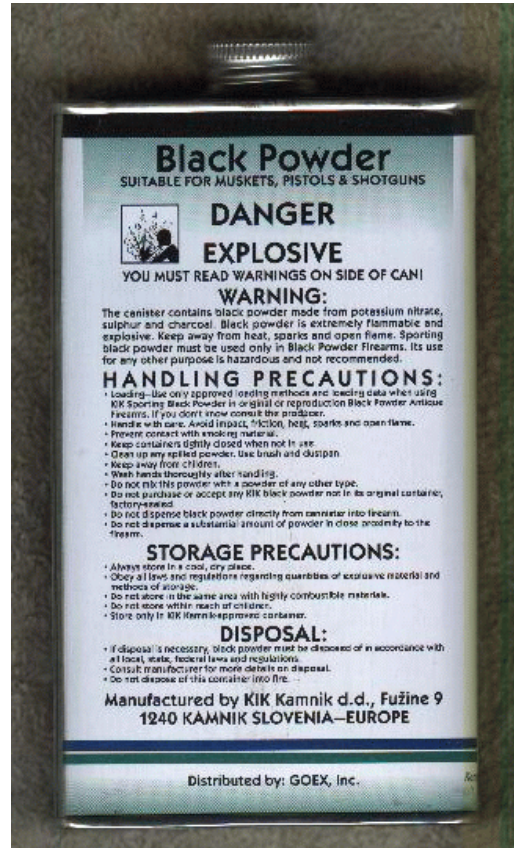 Black Powder
SUITABLE FOR MUSKETS, PISTOLS & SHOTGUNS
DANGER
EXPLOSIVE
YOU MUST READ WARNINGS ON SIDE OF CAN!
WARNING:
The canister contains black powder made from potassium nitrate,
sulphur and charcoal. Black powder is extremely flammable and
explosive. Keep away from heat, sparks and open flame. Sporting
black powder must be used only in Black Powder Firearms. Its use
for any other purpose is hazardous and not recommended.
HANDLING PRECAUTIONS:
• Loading—Use only approved loading methods and loading data when using
KIK Sporting Black Powder in original or reproduction Black Powder Antique
Firearms. If you don't know consult the producer.
• Handle with care. Avoid impact, friction, heat, sparks and open flame.
• Prevent contact with smoking material.
• Keep containers tightly closed when not in use.
• Clean up any spilled powder. Use brush and dustpan.
• Keep away from children.
• Wash hands thoroughly after handling.
• Do not mix this powder with a powder of any other type.
• Do not purchase or accept any KIK black powder not in its original container,
factory-sealed.
• Do not dispense black powder directly from cannister into firearm.
• Do not dispense a substantial amount of powder in close proximity to the
firearm.
STORAGE PRECAUTIONS:
• Always store in a cool, dry place.
• Obey all laws and regulations regarding quantities of explosive material and
methods of storage.
• Do not store in the same area with highly combustible materials.
• Do not store within reach of children.
• Store only in KIK Kamnik-approved container.
DISPOSAL:
• If disposal is necessary, black powder must be disposed of in accordance with
all local, state, federal laws and regulations.
• Consult manufacturer for more details on disposal.
• Do not dispose of this container into fire.
Manufactured by KIK Kamnik d.d., Fužine 9
1240 KAMNIK SLOVENIA—EUROPE
Distributed by: GOEX, Inc.